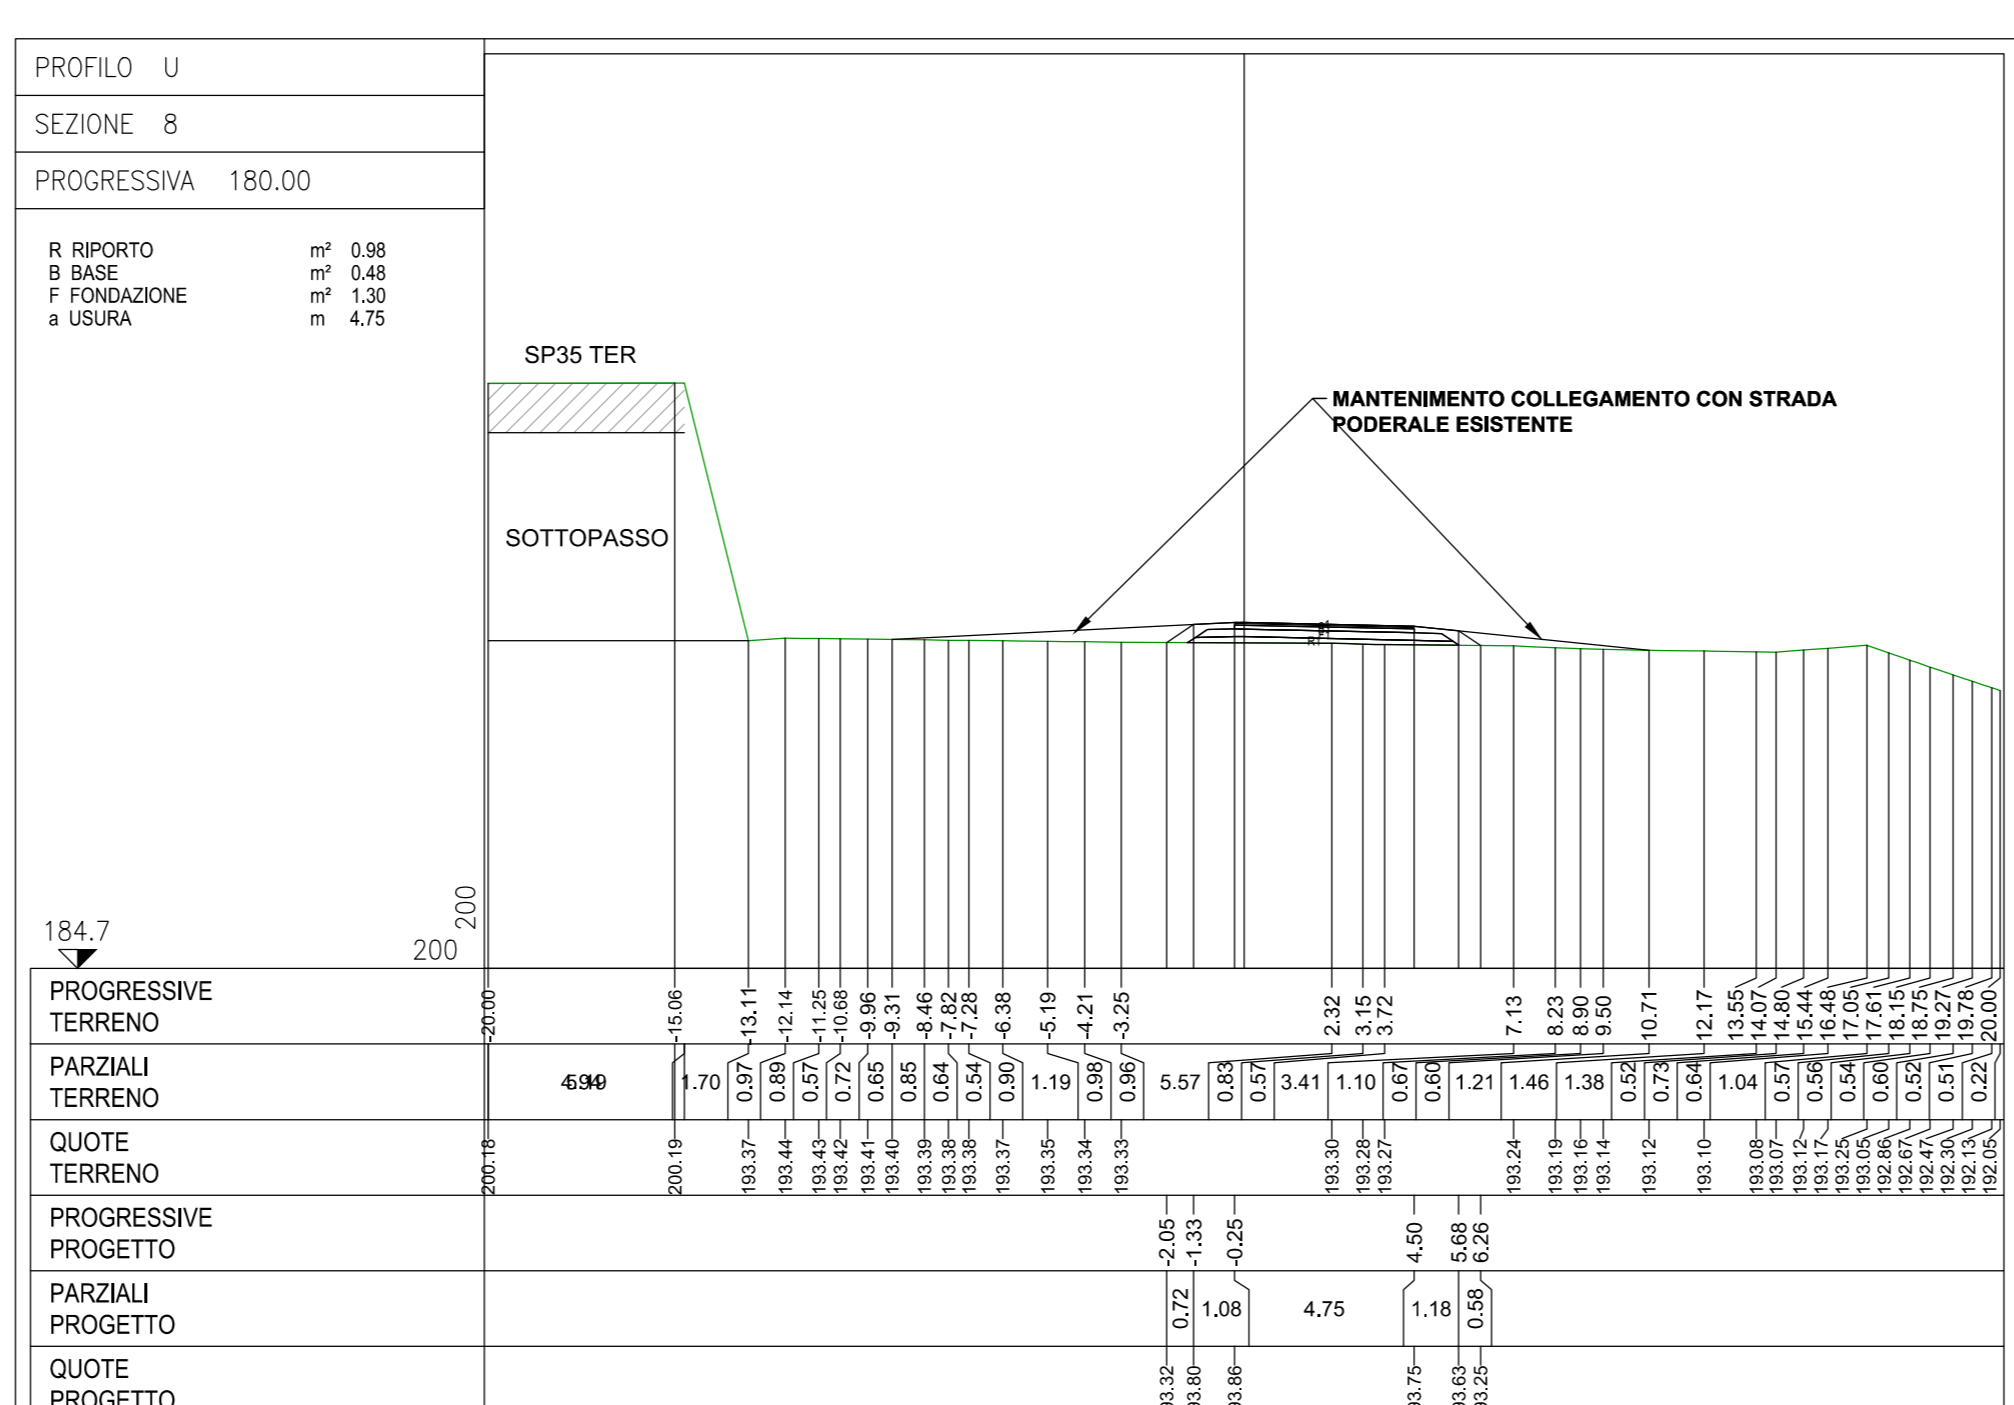 PROFILO U
SEZIONE 8
PROGRESSIVA 180.00
R RIPORTO m² 0.98
B BASE m² 0.48
F FONDAZIONE m² 1.30
a USURA m 4.75
SP35 TER
MANTENIMENTO COLLEGAMENTO CON STRADA
PODERALE ESISTENTE
SOTTOPASSO
184.7
200
200
PROGRESSIVE
TERRENO
-20.00 -15.06 -13.11 -12.14 -11.25 -10.68 -9.96 -9.31 -8.46 -7.82 -7.28 -6.38 -5.19 -4.21 -3.25 2.32 3.15 3.72 7.13 8.23 8.90 9.50 10.71 12.17 13.55 14.07 14.80 15.44 16.48 17.05 17.61 18.15 18.75 19.27 19.78 20.00
PARZIALI
TERRENO
1.70 0.97 0.89 0.57 0.72 0.65 0.85 0.64 0.54 0.90 1.19 0.98 0.96 5.57 0.83 0.57 3.41 1.10 0.67 0.60 1.21 1.46 1.38 0.52 0.73 0.64 1.04 0.57 0.56 0.54 0.60 0.52 0.51 0.22
QUOTE
TERRENO
200.18 200.19 193.37 193.44 193.43 193.42 193.41 193.40 193.39 193.38 193.38 193.37 193.35 193.34 193.33 193.30 193.28 193.27 193.24 193.19 193.16 193.14 193.12 193.10 193.08 193.07 193.12 193.17 193.25 193.05 192.86 192.67 192.47 192.30 192.13 192.05
PROGRESSIVE
PROGETTO
-2.05 -1.33 -0.25 4.50 5.68 6.26
PARZIALI
PROGETTO
0.72 1.08 4.75 1.18 0.58
QUOTE
PROGETTO
93.32 93.80 93.86 93.75 93.63 93.25